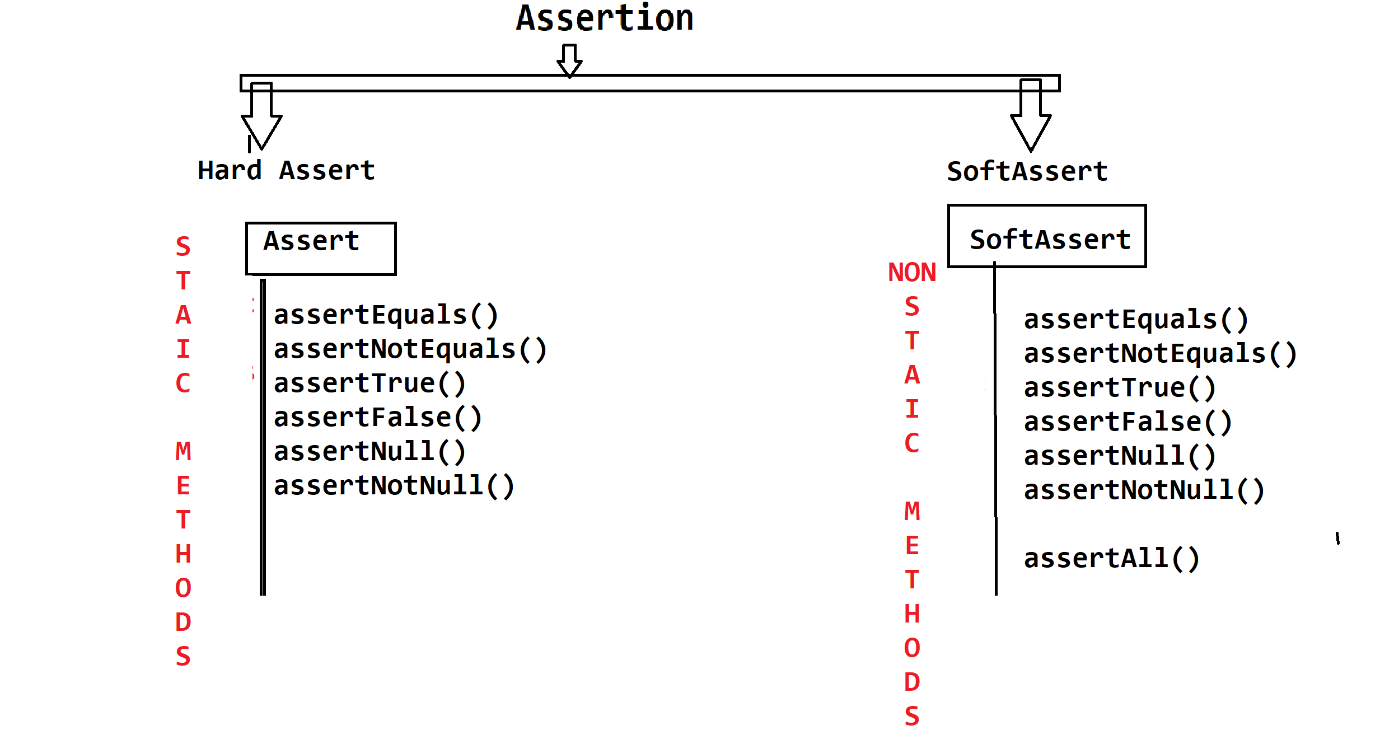 Assertion
Hard Assert
Assert
STAIC METHODS
assertEquals()
assertNotEquals()
assertTrue()
assertFalse()
assertNull()
assertNotNull()
SoftAssert
SoftAssert
NON STAIC METHODS
assertEquals()
assertNotEquals()
assertTrue()
assertFalse()
assertNull()
assertNotNull()
assertAll()